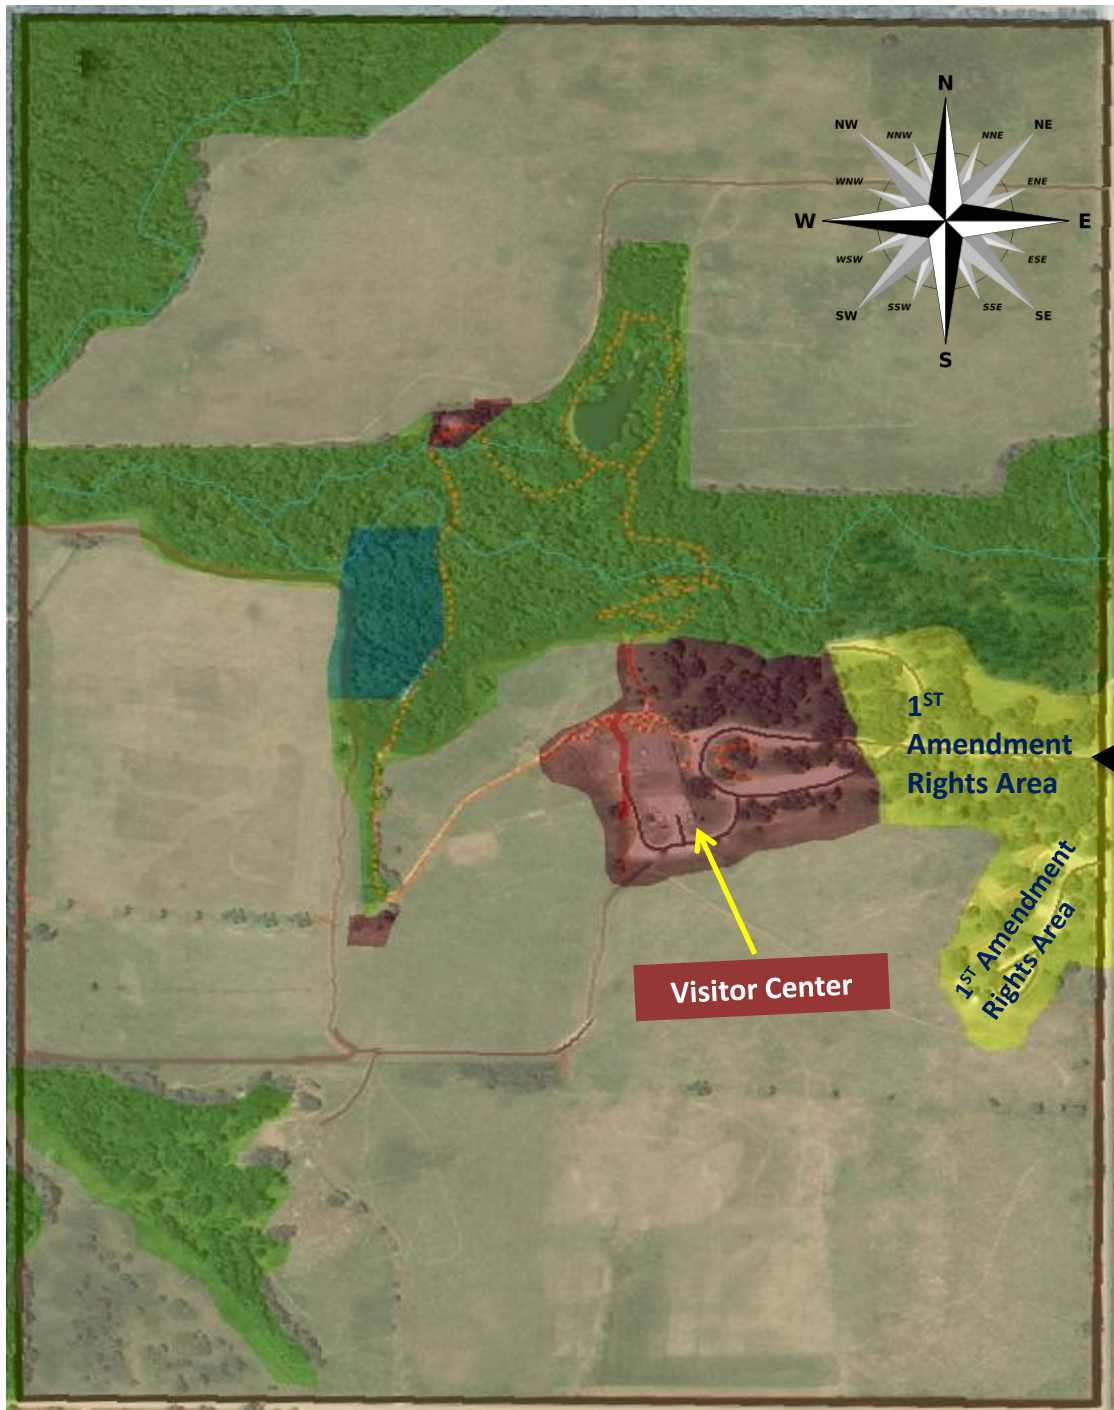 N
NW
NNW
NNE
NE
WNW
ENE
W
E
WSW
ESE
SW
SSW
SSE
SE
S
1ST
Amendment
Rights Area
1ST Amendment
Rights Area
Visitor Center